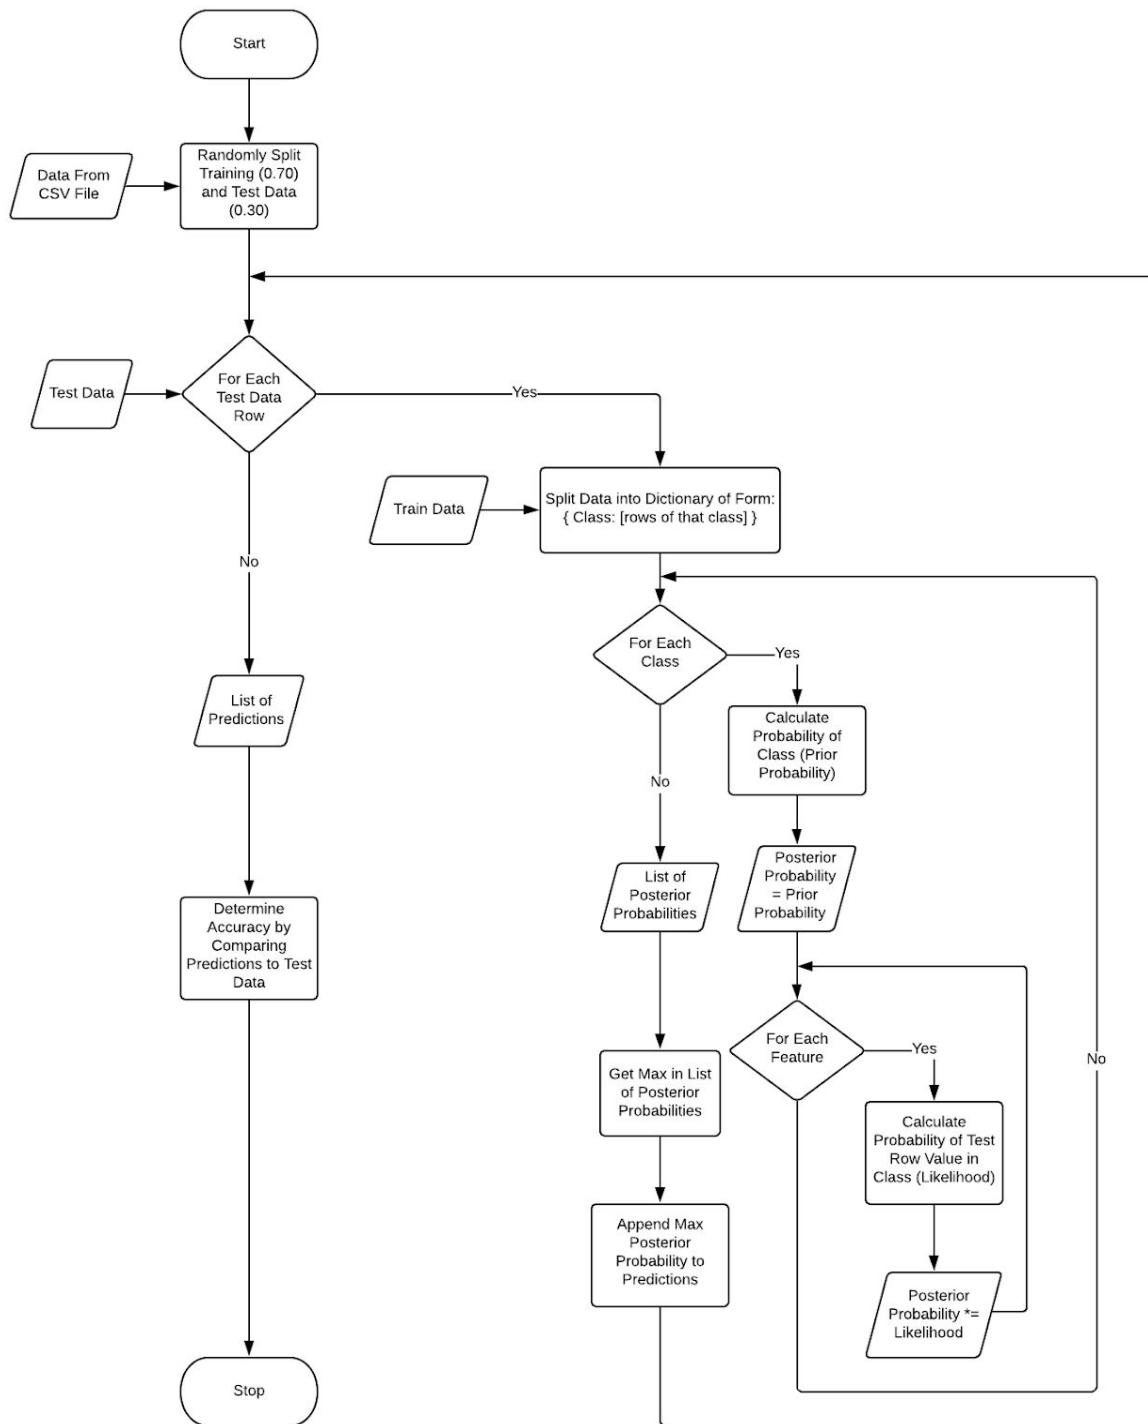 Start
Data From
CSV File
Randomly Split
Training (0.70)
and Test Data
(0.30)
Test Data
For Each
Test Data
Row
Yes
No
Train Data
Split Data into Dictionary of Form:
{ Class: [rows of that class] }
For Each
Class
Yes
No
Calculate
Probability of
Class (Prior
Probability)
List of
Predictions
Posterior
Probability
= Prior
Probability
List of
Posterior
Probabilities
Determine
Accuracy by
Comparing
Predictions to Test
Data
For Each
Feature
Yes
No
Get Max in List
of Posterior
Probabilities
Calculate
Probability of Test
Row Value in
Class (Likelihood)
Append Max
Posterior
Probability to
Predictions
Posterior
Probability *=
Likelihood
Stop